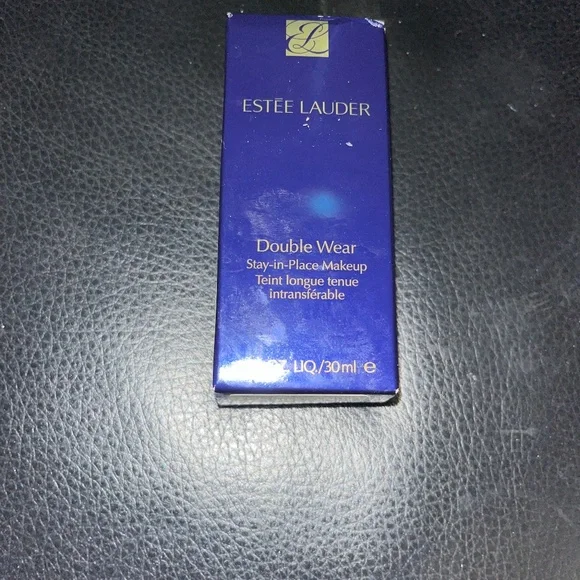 ESTĒE LAUDER
Double Wear
Stay-in-Place Makeup
Teint longue tenue
intransférable
LIQ./30ml e